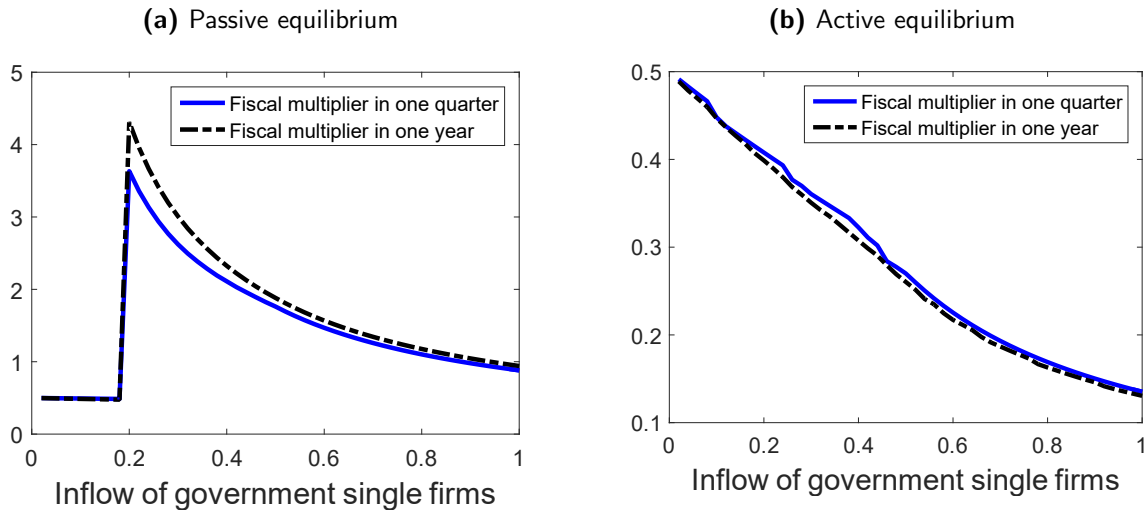 (a) Passive equilibrium
5
4
3
2
1
0
Fiscal multiplier in one quarter
Fiscal multiplier in one year
0 0.2 0.4 0.6 0.8 1
Inflow of government single firms
(b) Active equilibrium
0.5
0.4
0.3
0.2
0.1
Fiscal multiplier in one quarter
Fiscal multiplier in one year
0 0.2 0.4 0.6 0.8 1
Inflow of government single firms